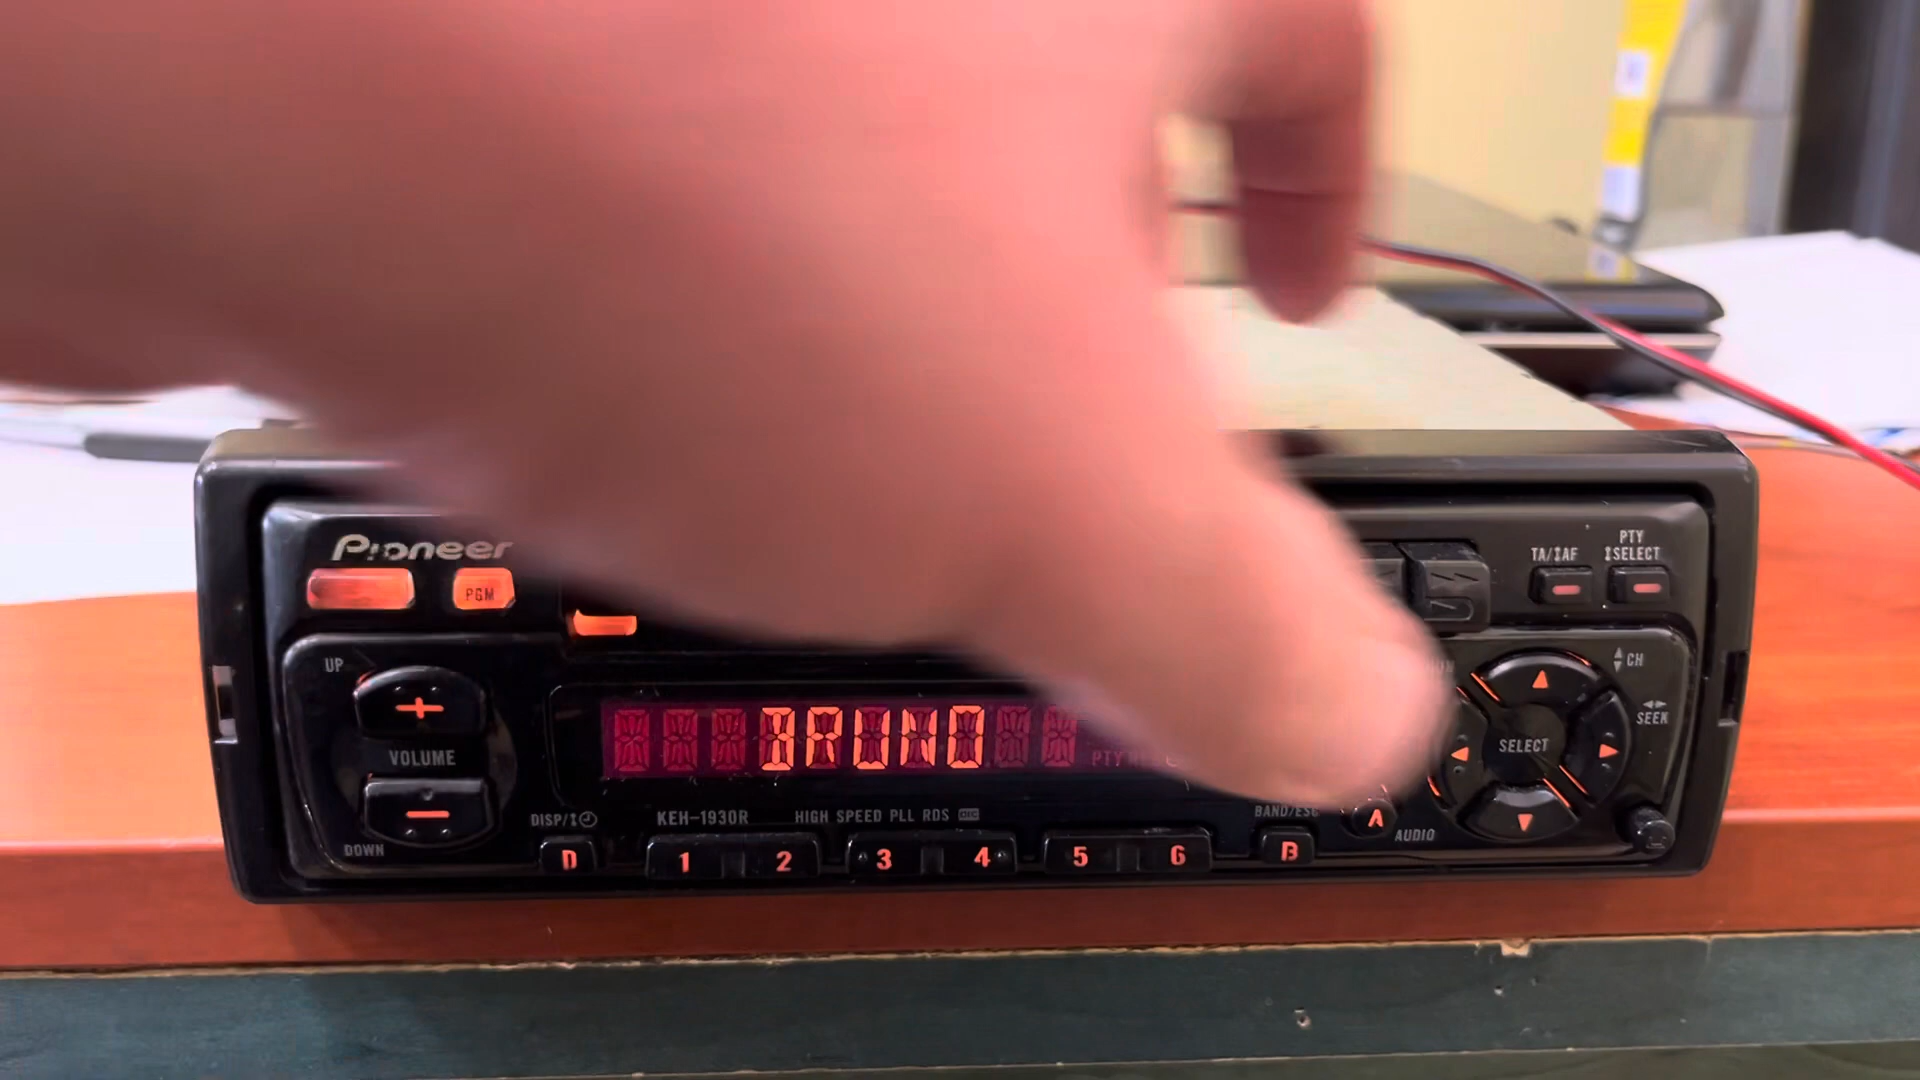 Pioneer
TA/↕AF
PTY
↕SELECT
PGM
UP
CH
VOLUME
SEEK
SELECT
DOWN
DISP/↕
KEH-1930R
HIGH SPEED PLL RDS
BAND/ESC
A
AUDIO
D
1
2
3
4
5
6
B